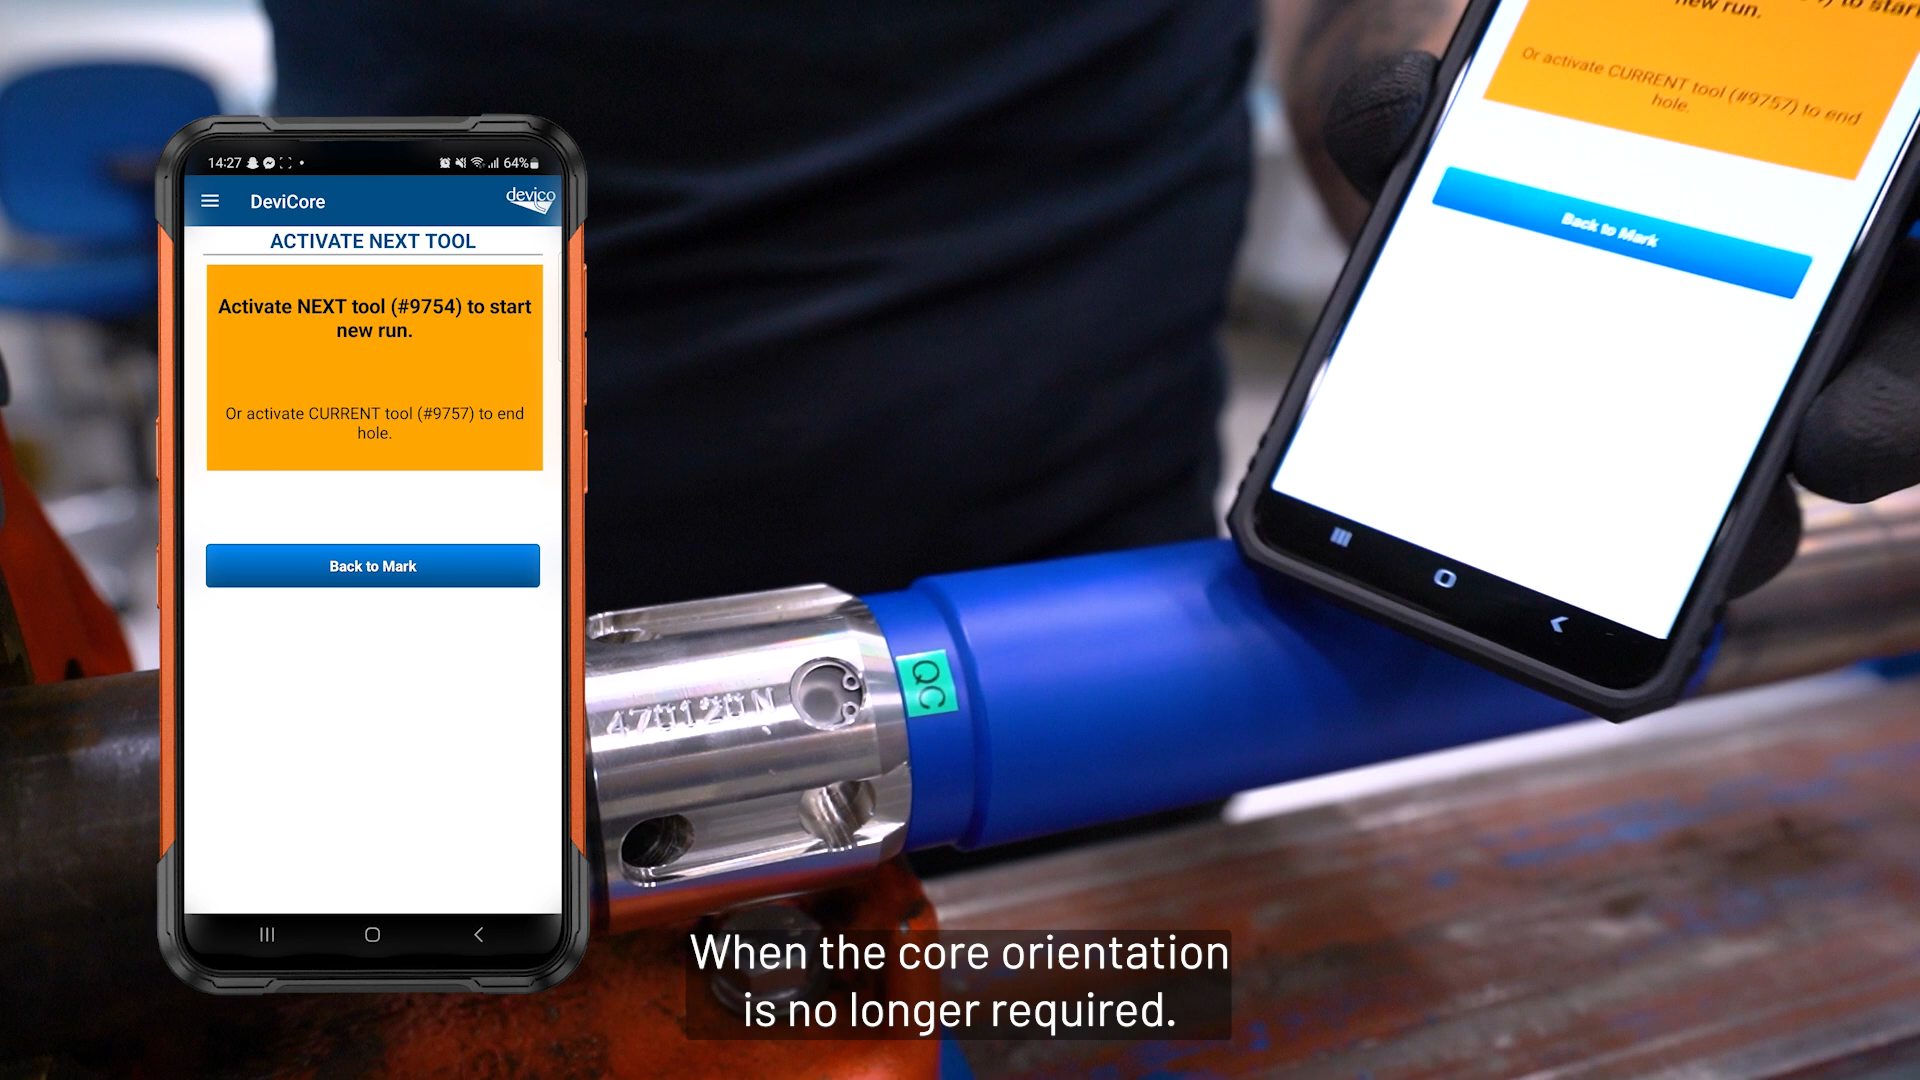 14:27
64%
DeviCore
devico
ACTIVATE NEXT TOOL
Activate NEXT tool (#9754) to start
new run.
Or activate CURRENT tool (#9757) to end
hole.
Back to Mark
to start
new run.
Or activate CURRENT tool (#9757) to end
hole.
Back to Mark
QC
When the core orientation
is no longer required.